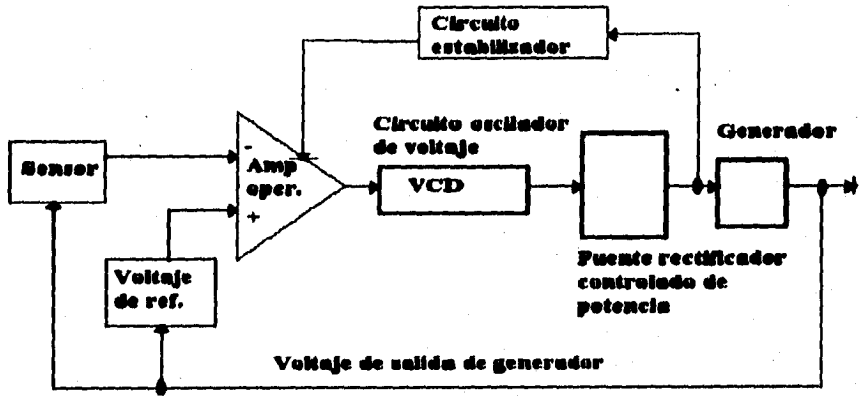 Circuito
estabilizador
Circuito oscilador
de voltaje
Generador
Sensor
-
Amp
oper.
+
VCD
Voltaje
de ref.
Puente rectificador
controlado de
potencia
Voltaje de salida de generador